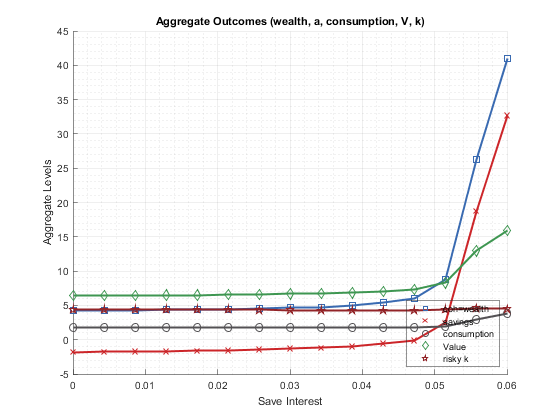 Aggregate Outcomes (wealth, a, consumption, V, k)
45
40
35
30
25
20
15
10
5
0
-5
Aggregate Levels
0
0.01
0.02
0.03
0.04
0.05
0.06
Save Interest
savings
consumption
Value
risky k